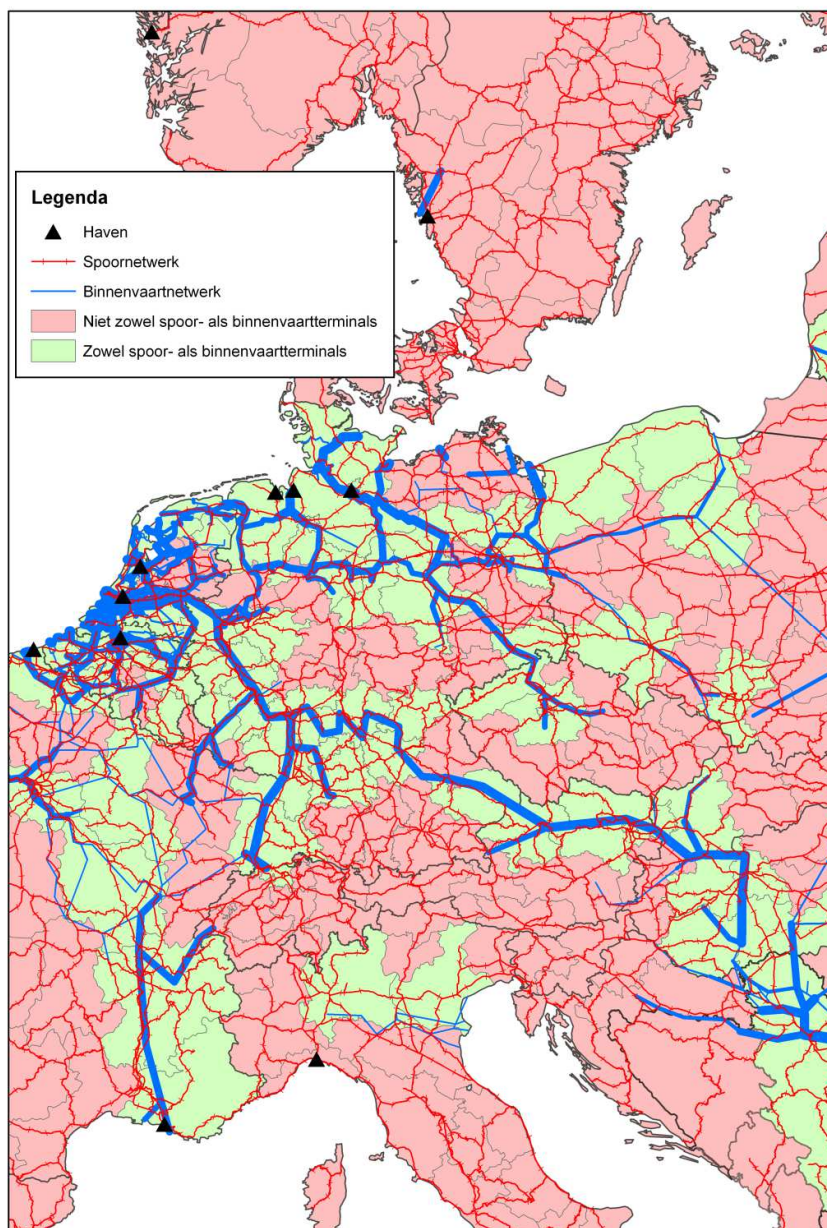 Legenda
Haven
Spoornetwerk
Binnenvaartnetwerk
Niet zowel spoor- als binnenvaartterminals
Zowel spoor- als binnenvaartterminals